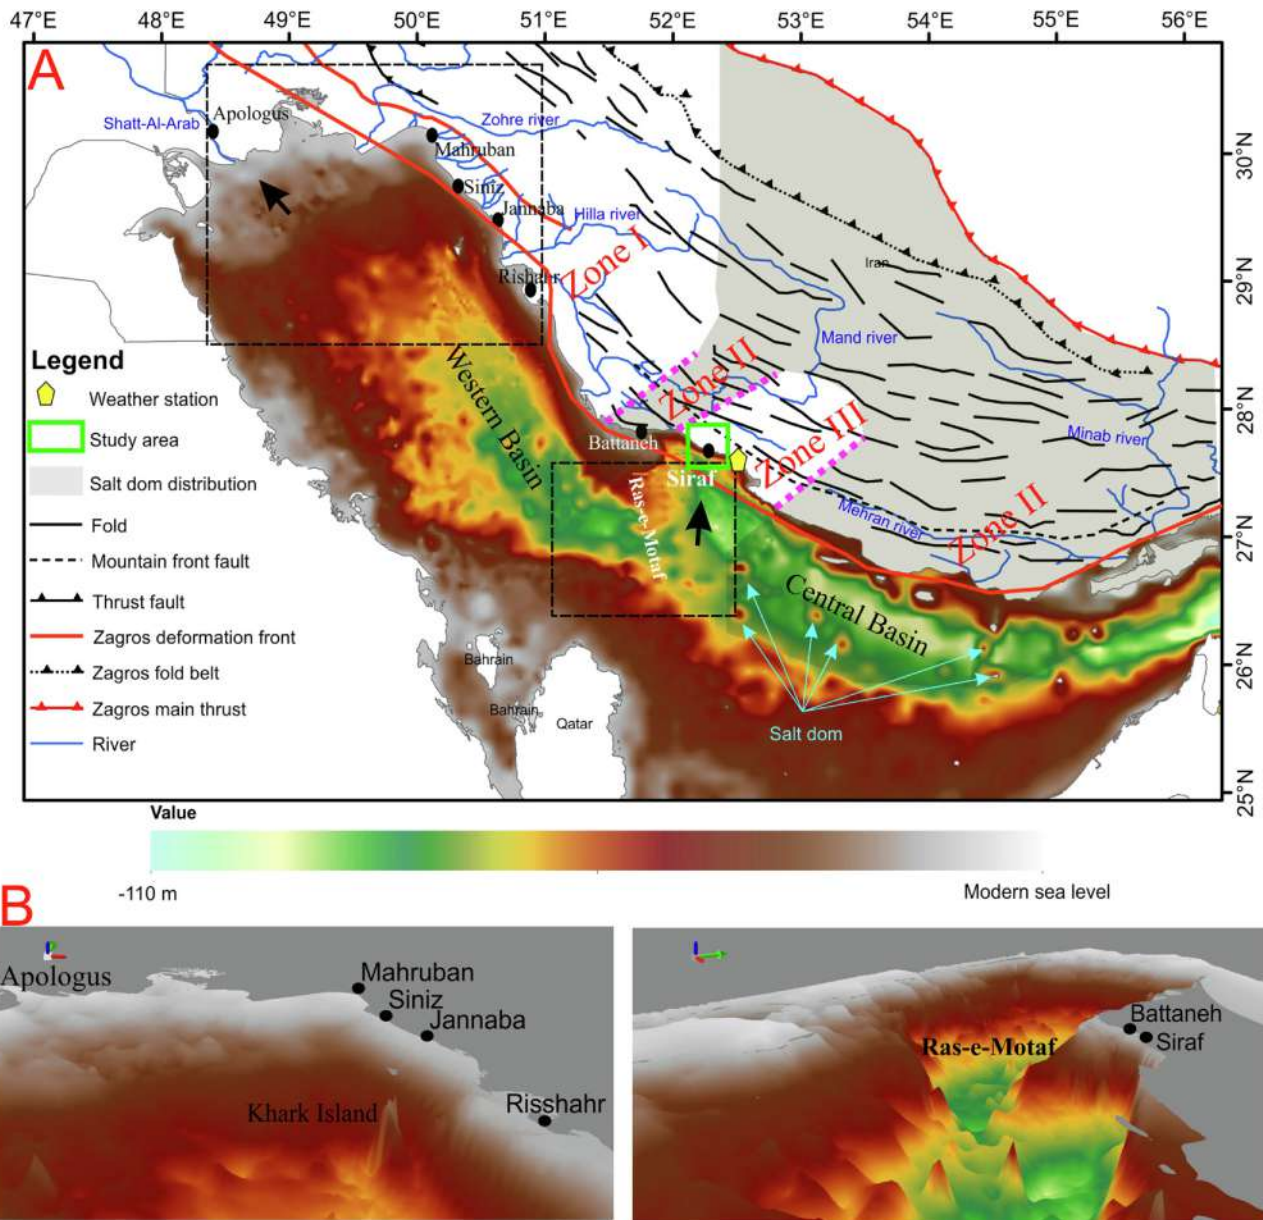 47°E 48°E 49°E 50°E 51°E 52°E 53°E 54°E 55°E 56°E
A
Apologus
Shatt-Al-Arab
Zohre river
Mahruban
30°N
Siniz
Jannaba
Hilla river
Zone I
Iran
Rishahr
29°N
Mand river
Legend
Weather station
Study area
Salt dom distribution
Fold
Mountain front fault
Thrust fault
Zagros deformation front
Zagros fold belt
Zagros main thrust
River
Western Basin
Zone II
28°N
Battaneh
Zone III
Minab river
Siraf
Ras-e-Motaf
Mehran river
Zone II
27°N
Central Basin
Bahrain
26°N
Bahrain
Qatar
Salt dom
25°N
Value
-110 m
Modern sea level
B
Apologus
Mahruban
Siniz
Jannaba
Khark Island
Risshahr
Battaneh
Siraf
Ras-e-Motaf